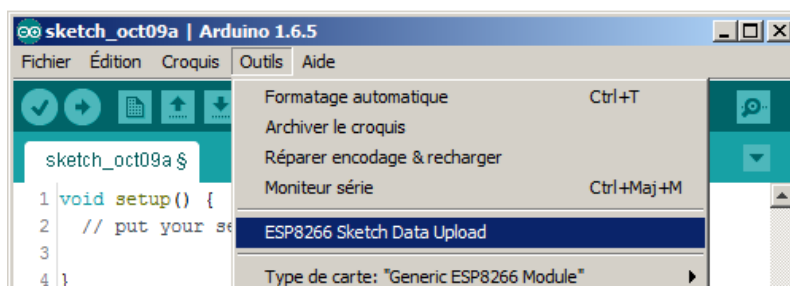 sketch_oct09a | Arduino 1.6.5
Fichier Édition Croquis Outils Aide
Formatage automatique Ctrl+T
Archiver le croquis
sketch_oct09a § Réparer encodage & recharger
Moniteur série Ctrl+Maj+M
1 void setup() {
2 // put your se
ESP8266 Sketch Data Upload
3
4 }
Type de carte: "Generic ESP8266 Module"